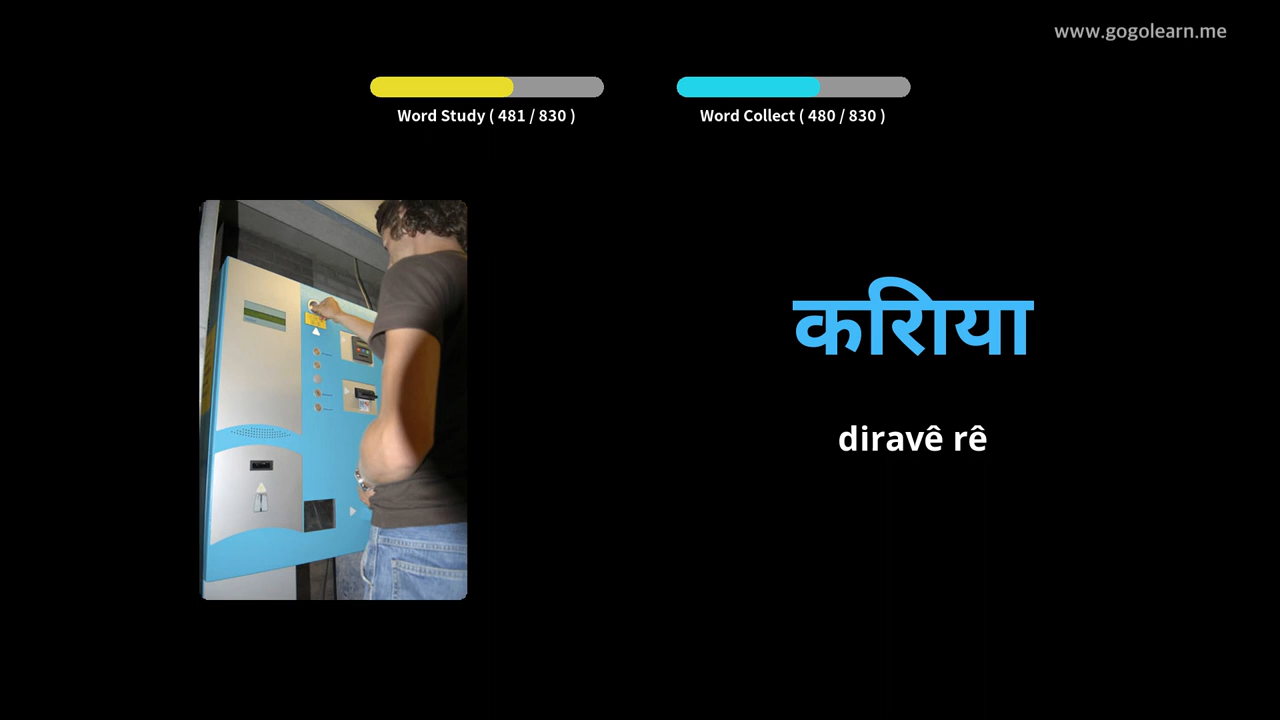 www.gogolearn.me
Word Study ( 481 / 830 )
Word Collect ( 480 / 830 )
करिाया
diravê rê